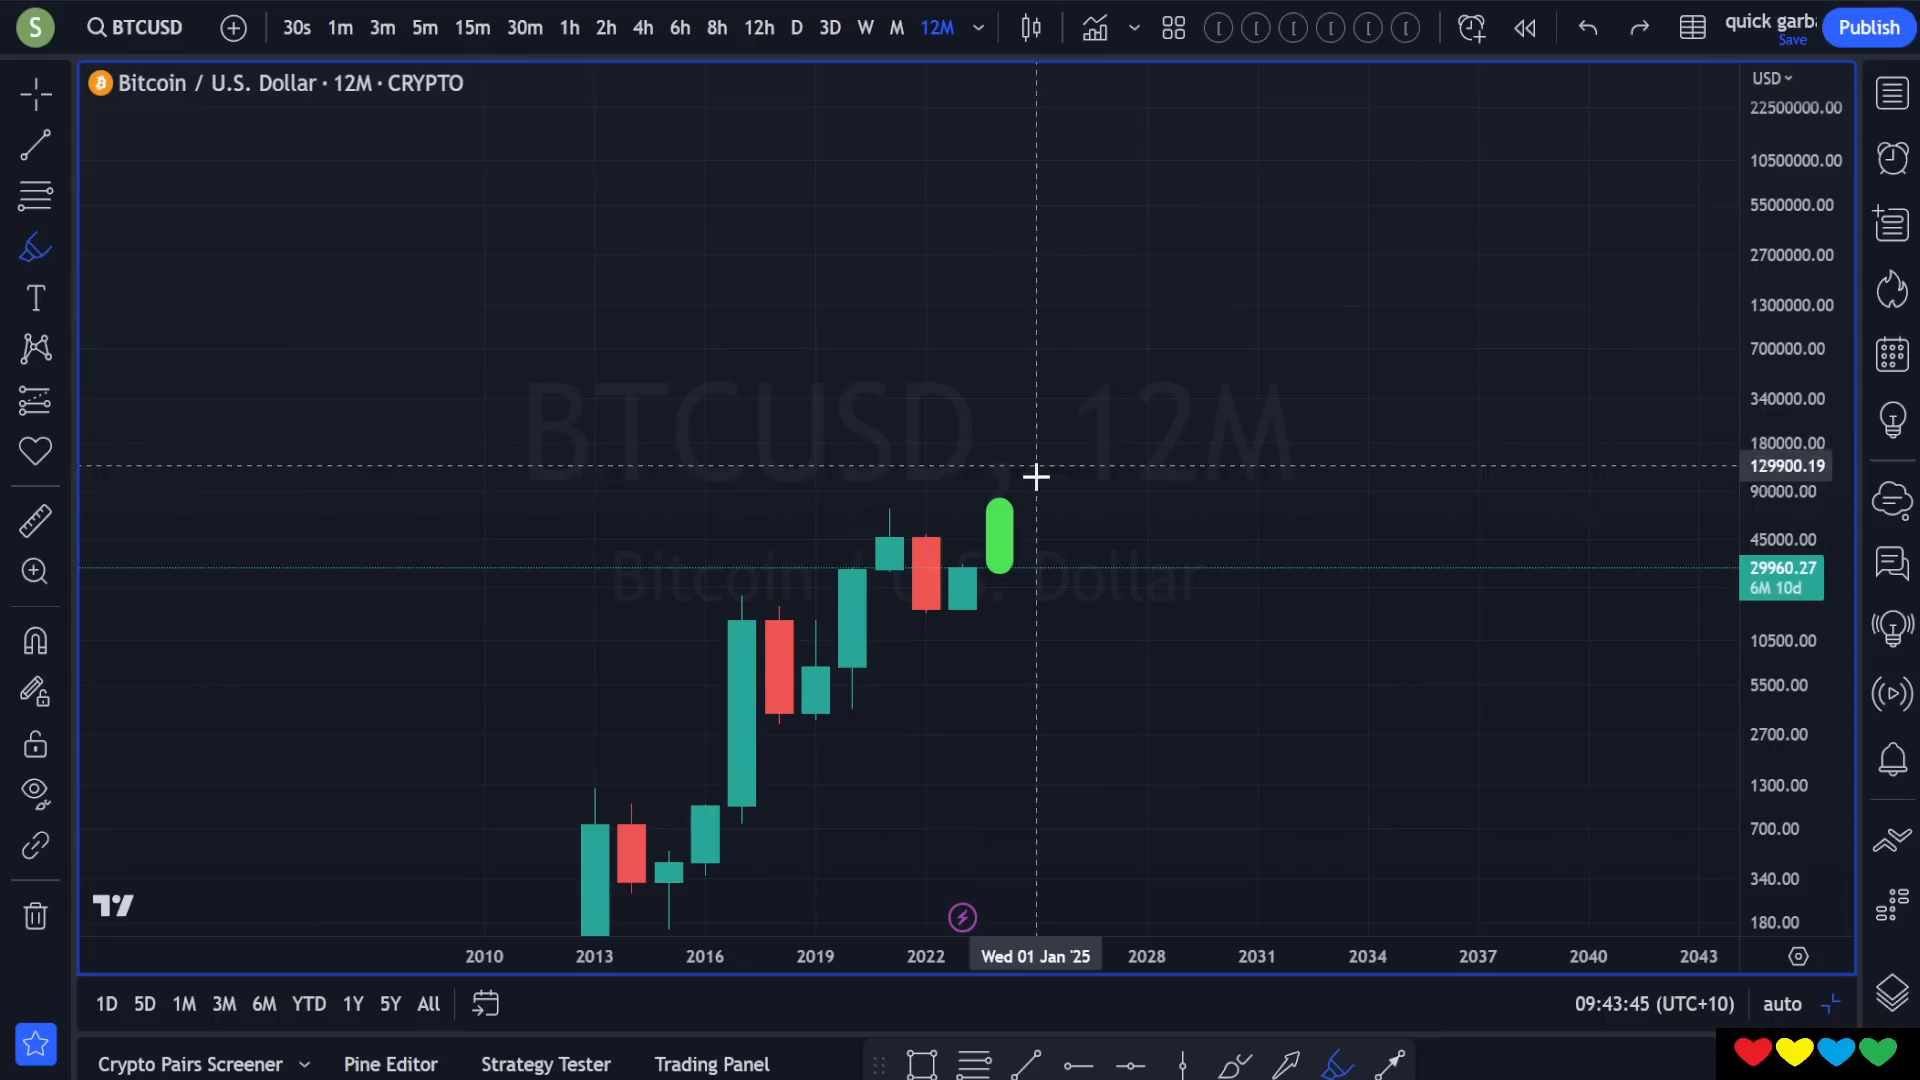 S BTCUSD 30s 1m 3m 5m 15m 30m 1h 2h 4h 6h 8h 12h D 3D W M 12M [ [ [ [ [ [ quick garba Publish
Save
Bitcoin / U.S. Dollar · 12M · CRYPTO
USD
22500000.00
10500000.00
5500000.00
2700000.00
1300000.00
700000.00
340000.00
BTCUSD, 12M
180000.00
129900.19
90000.00
45000.00
Bitcoin / U.S. Dollar
29960.27
6M 10d
10500.00
5500.00
2700.00
1300.00
700.00
340.00
180.00
2010 2013 2016 2019 2022 Wed 01 Jan '25 2028 2031 2034 2037 2040 2043
1D 5D 1M 3M 6M YTD 1Y 5Y All 09:43:45 (UTC+10) auto
Crypto Pairs Screener Pine Editor Strategy Tester Trading Panel